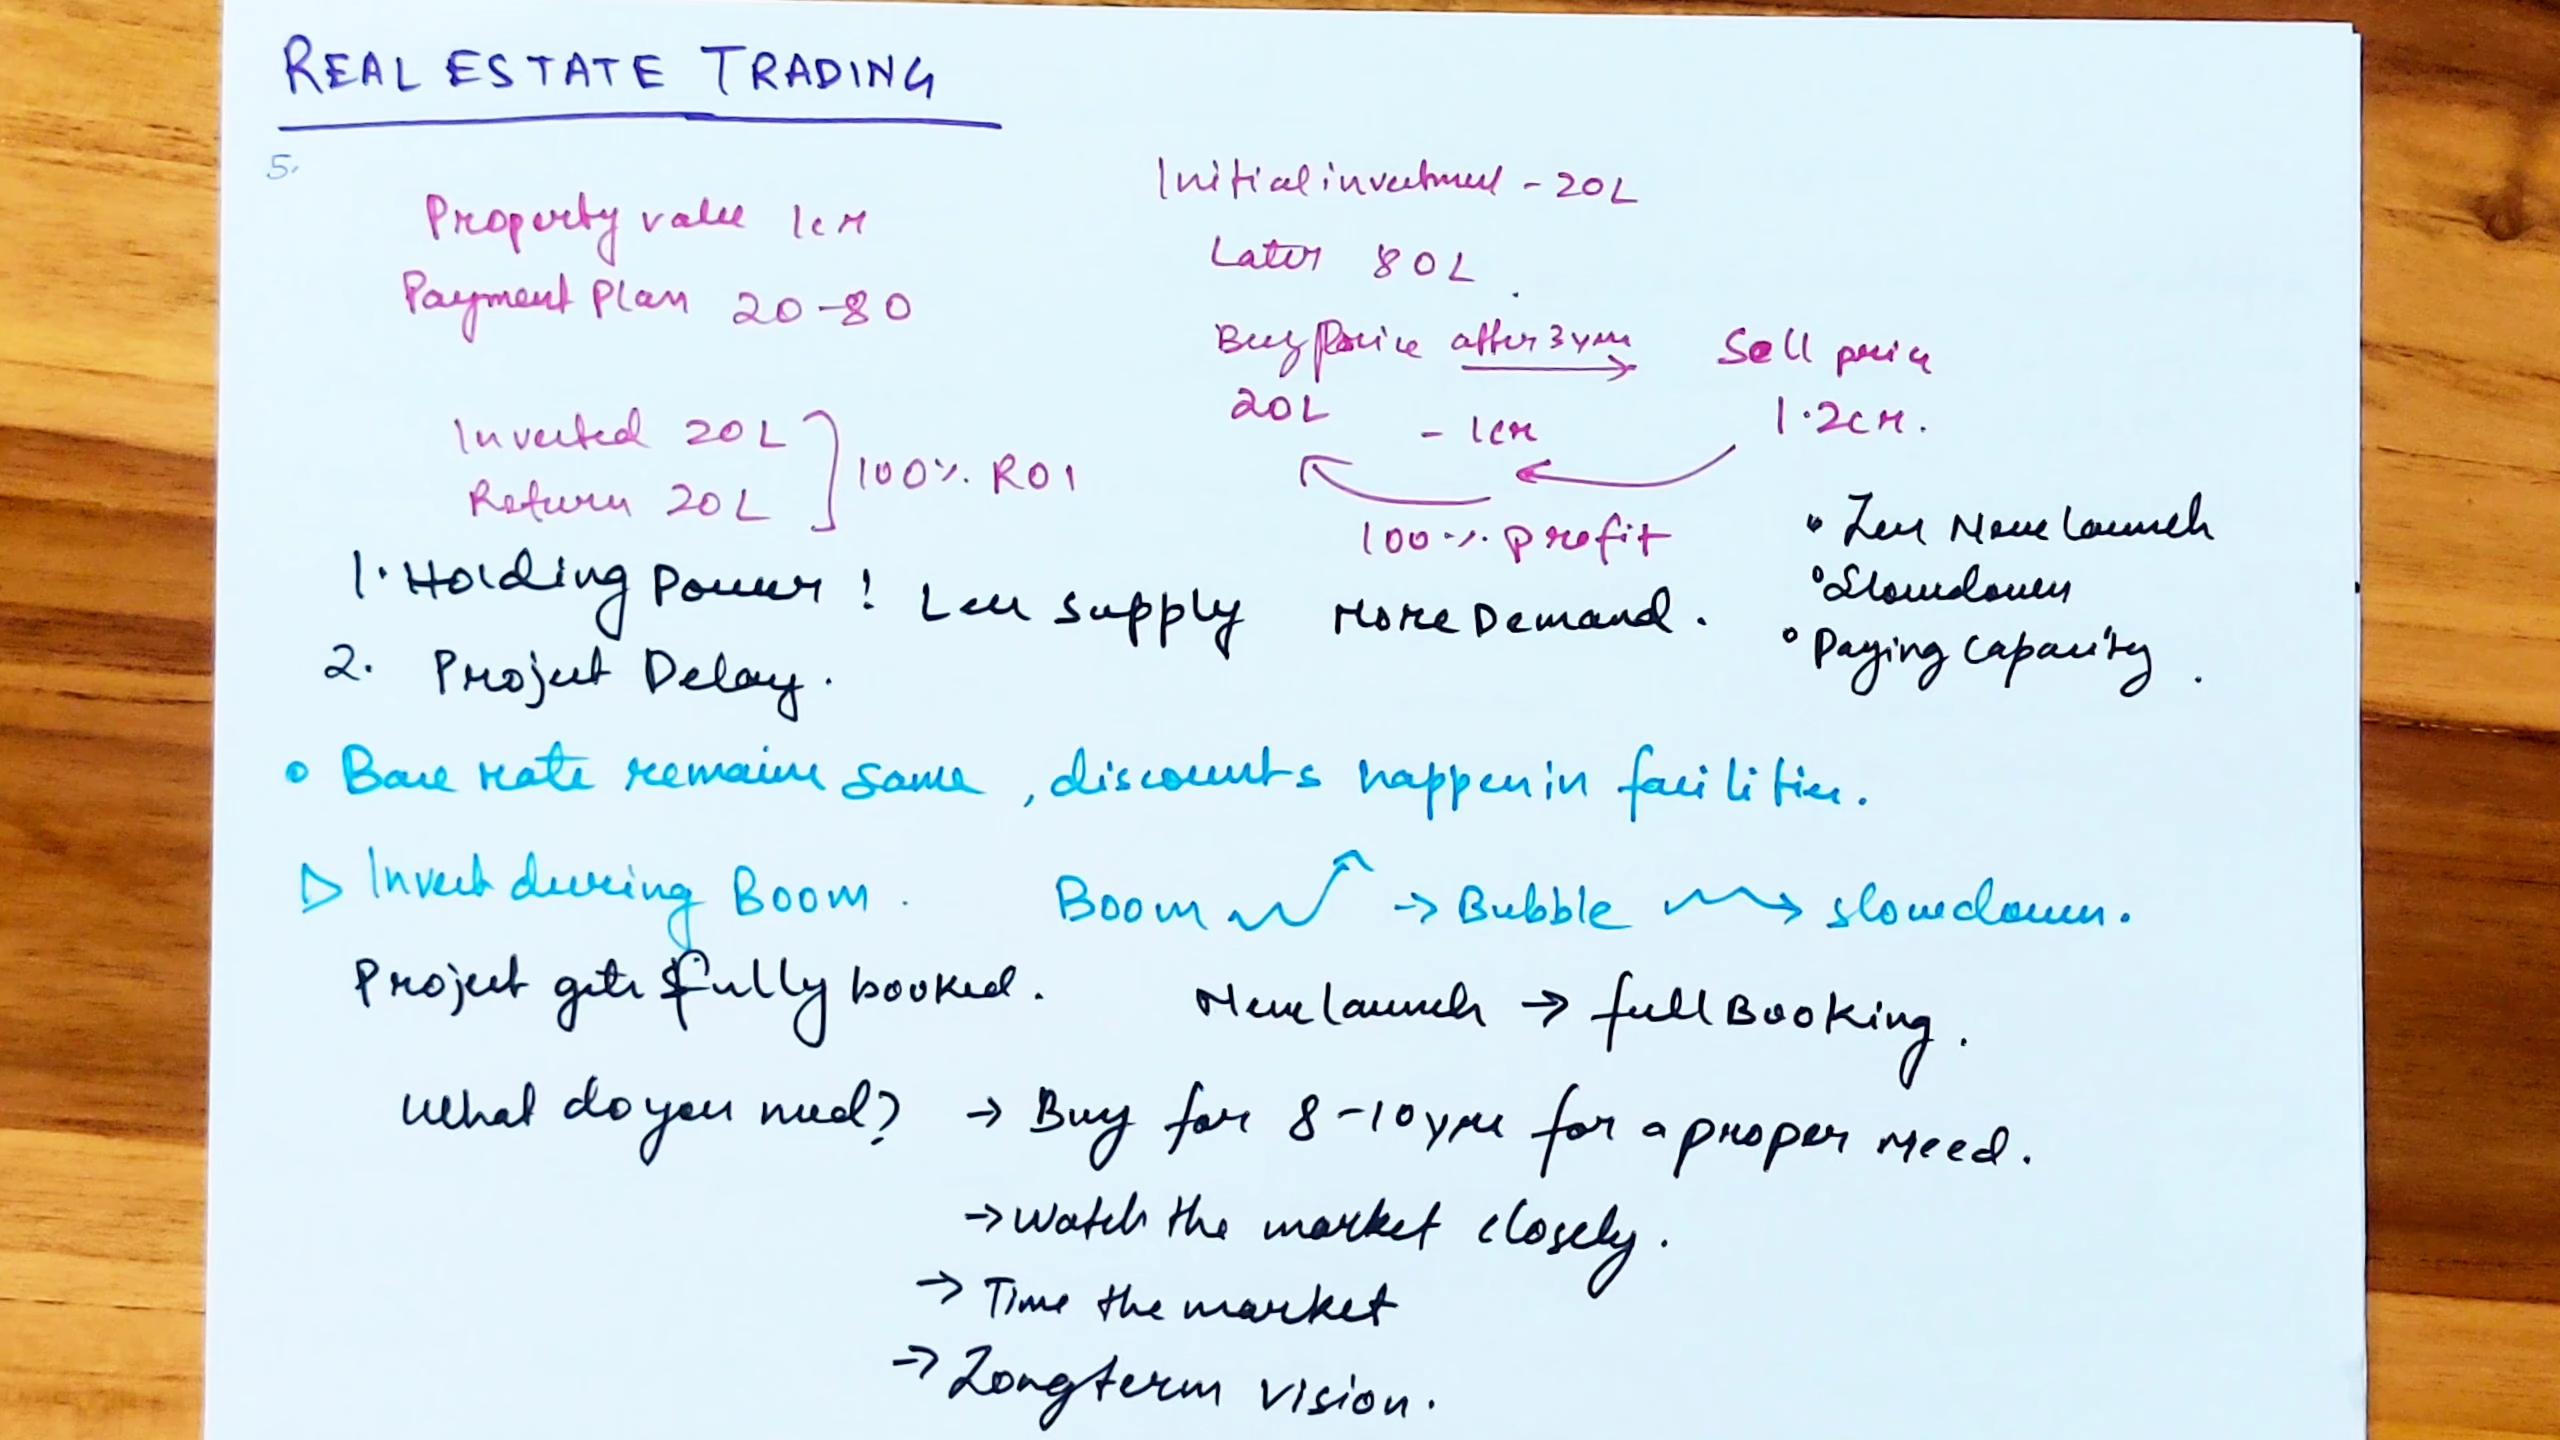 REAL ESTATE TRADING
5.
Property value 1cr
Payment Plan 20-80
Initial investment - 20L
Later 80L.
Buy Price after 3 yrs → Sell price
20L 1.2cr.
- 1cr
100% profit
Invested 20L
Return 20L
100% ROI
• Less New launch
• Slowdown
• Paying capacity.
1. Holding Power! Less supply More Demand.
2. Project Delay.
• Base rate remains same, discounts happen in facilities.
▷ Invest during Boom. Boom → Bubble → slowdown.
Project gets fully booked. New launch → full Booking.
What do you need? → Buy for 8-10 yrs for a proper need.
→ Watch the market closely.
→ Time the market
→ Longterm vision.